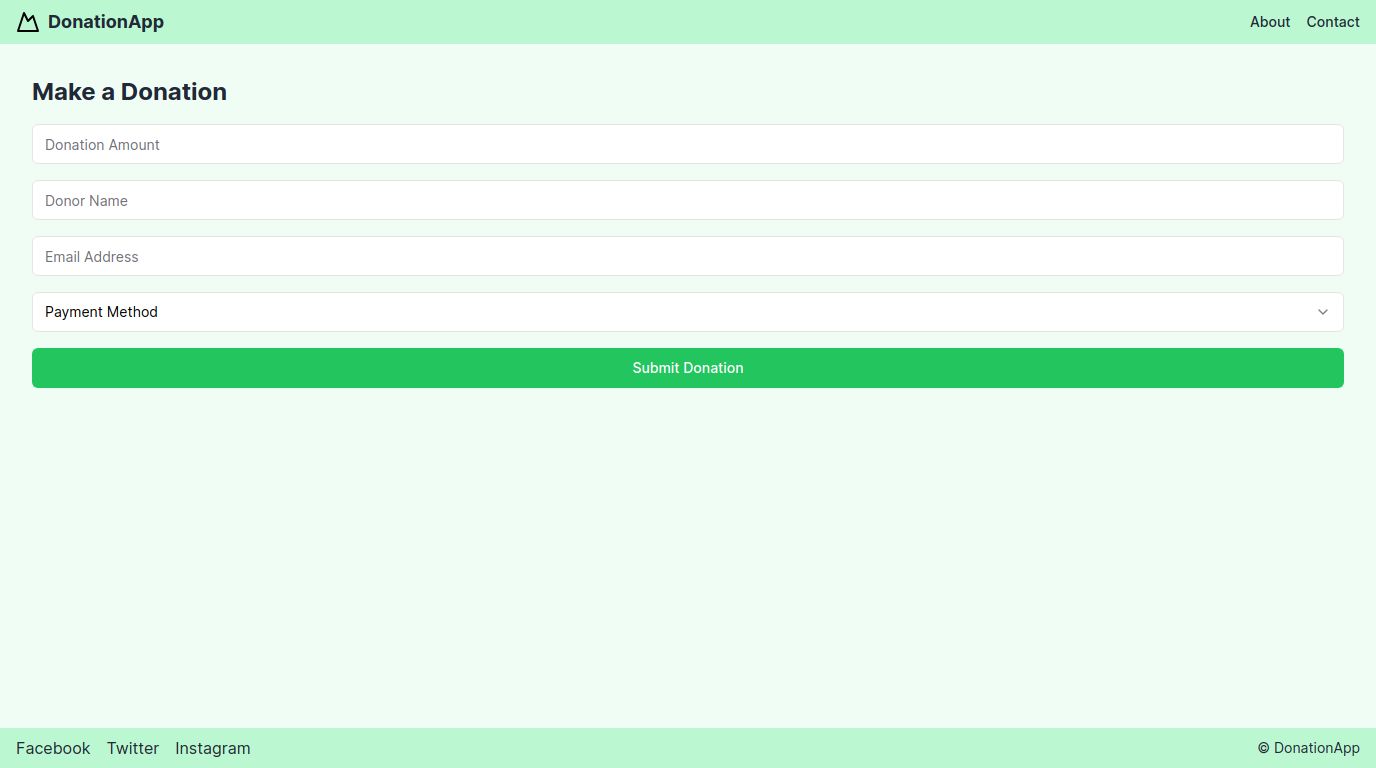 DonationApp
About Contact
Make a Donation
Donation Amount
Donor Name
Email Address
Payment Method
Submit Donation
Facebook Twitter Instagram
© DonationApp